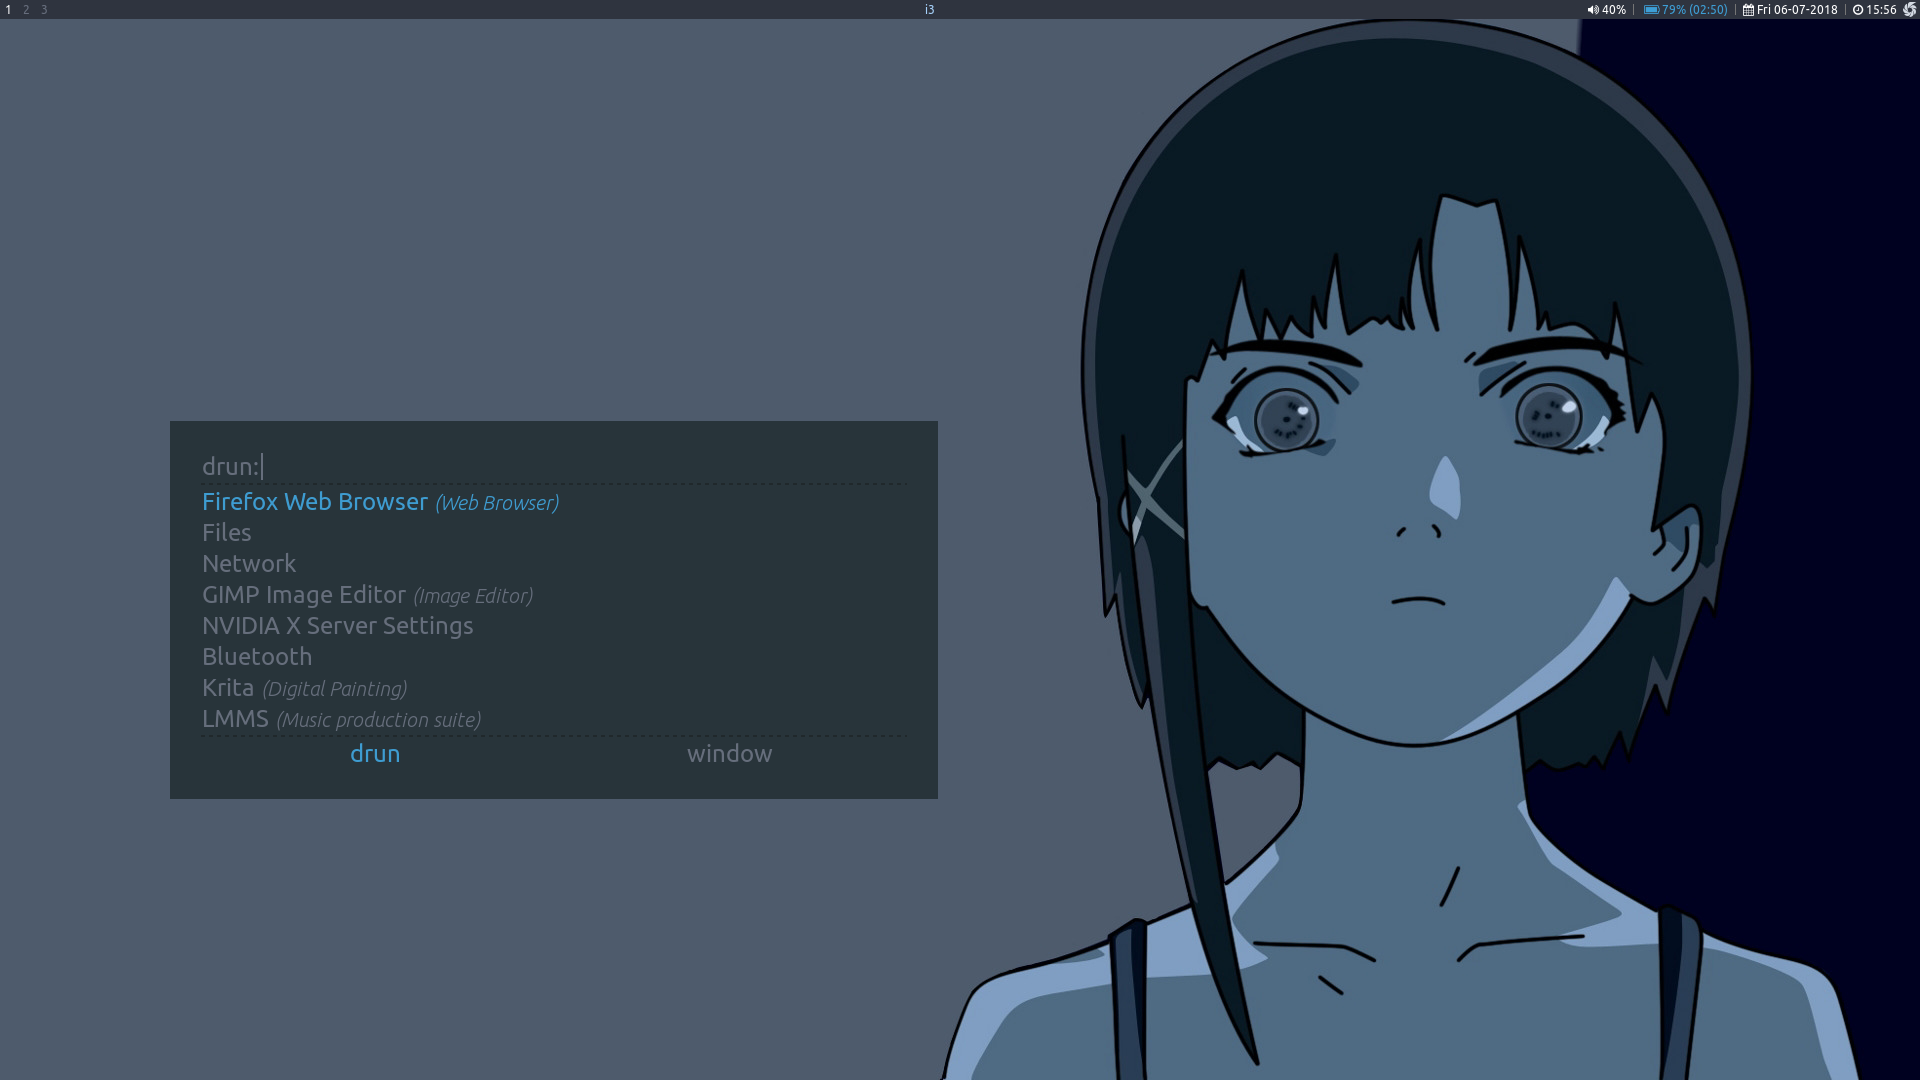 1 2 3
i3
40% | 79% (02:50) | Fri 06-07-2018 | 15:56
drun:
Firefox Web Browser (Web Browser)
Files
Network
GIMP Image Editor (Image Editor)
NVIDIA X Server Settings
Bluetooth
Krita (Digital Painting)
LMMS (Music production suite)
drun window